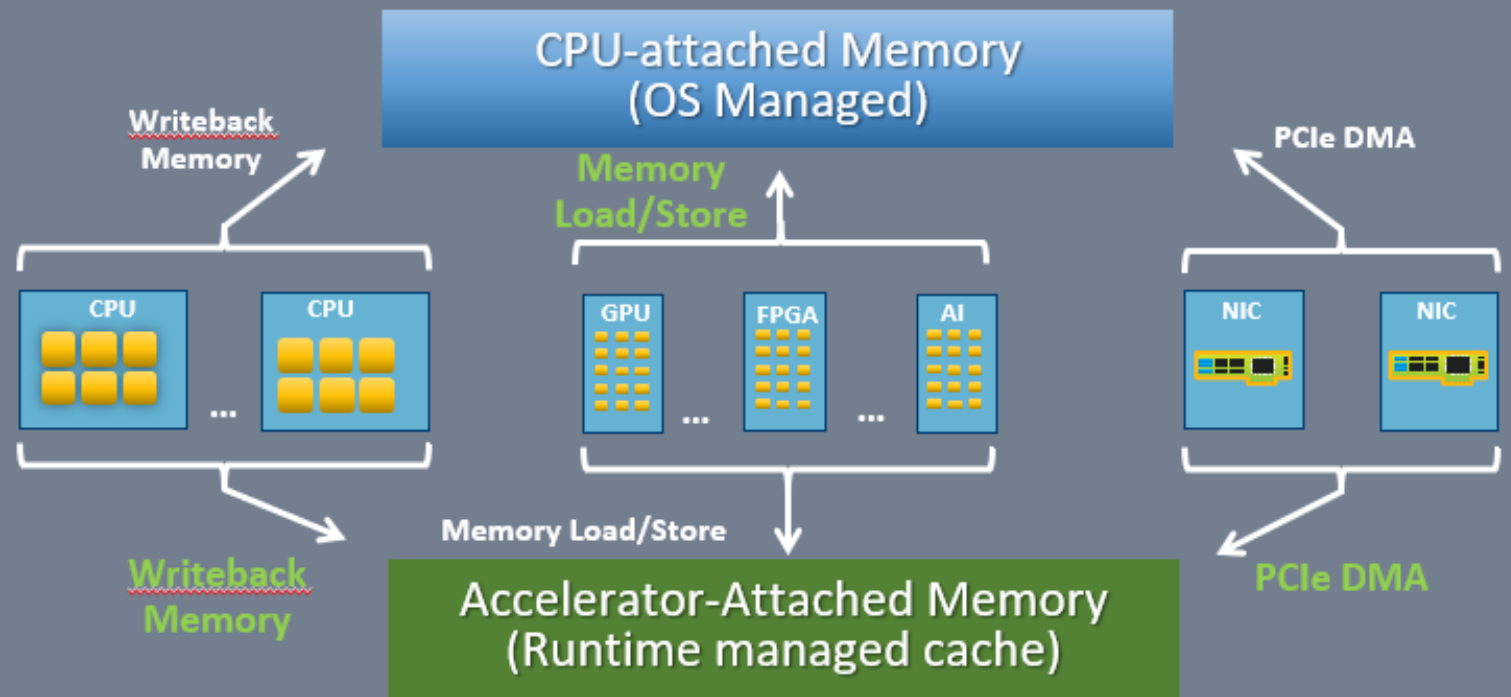 CPU-attached Memory
(OS Managed)
Writeback
Memory
Memory
Load/Store
PCIe DMA
CPU
...
CPU
GPU
...
FPGA
...
AI
NIC
NIC
Memory Load/Store
Writeback
Memory
PCIe DMA
Accelerator-Attached Memory
(Runtime managed cache)